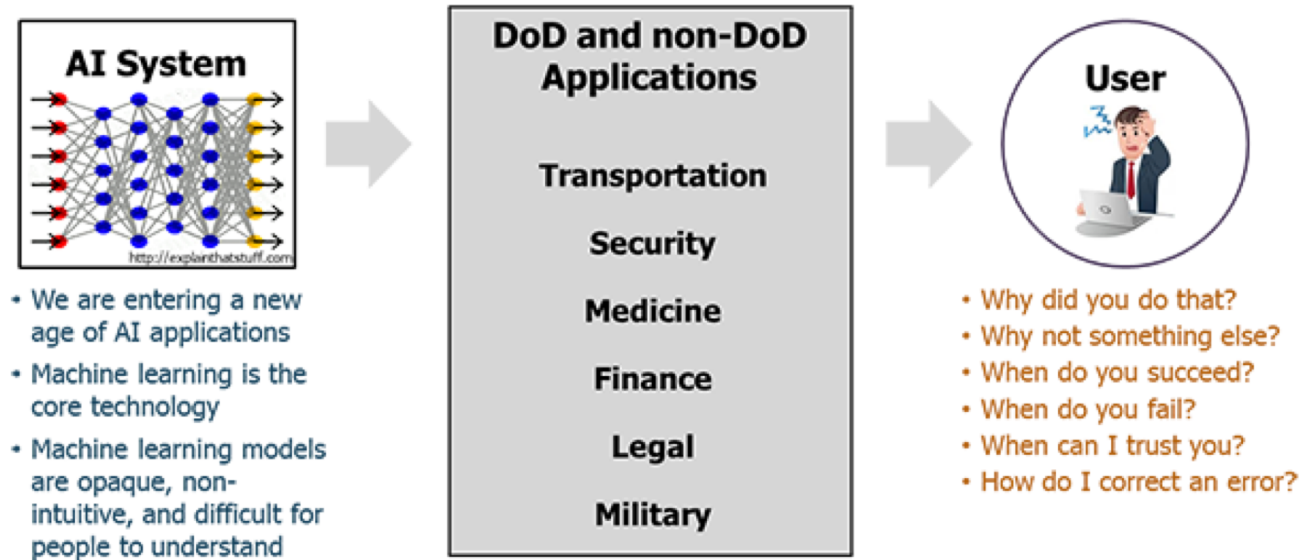 AI System
http://explainthatstuff.com
• We are entering a new
age of AI applications
• Machine learning is the
core technology
• Machine learning models
are opaque, non-
intuitive, and difficult for
people to understand
DoD and non-DoD
Applications
Transportation
Security
Medicine
Finance
Legal
Military
User
• Why did you do that?
• Why not something else?
• When do you succeed?
• When do you fail?
• When can I trust you?
• How do I correct an error?